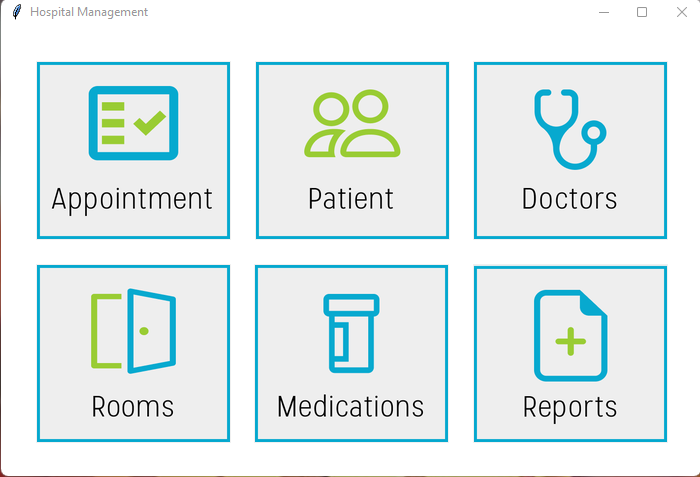 Hospital Management
Appointment
Patient
Doctors
Rooms
Medications
Reports